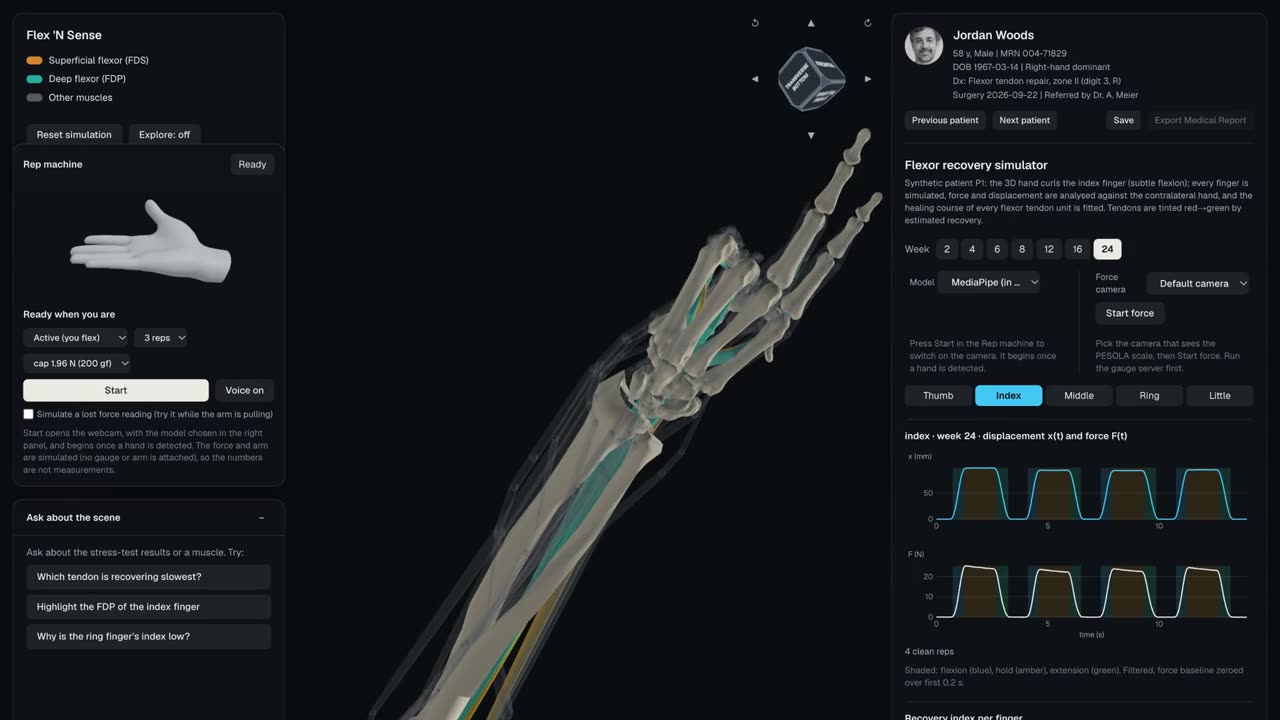 Flex 'N Sense
Superficial flexor (FDS)
Deep flexor (FDP)
Other muscles
Reset simulation
Explore: off
Rep machine
Ready
Ready when you are
Active (you flex)
3 reps
cap 1.96 N (200 gf)
Start
Voice on
Simulate a lost force reading (try it while the arm is pulling)
Start opens the webcam, with the model chosen in the right
panel, and begins once a hand is detected. The force and arm
are simulated (no gauge or arm is attached), so the numbers
are not measurements.
Ask about the scene
–
Ask about the stress-test results or a muscle. Try:
Which tendon is recovering slowest?
Highlight the FDP of the index finger
Why is the ring finger's index low?
TRANSVERSE
BOTTOM
Jordan Woods
58 y, Male | MRN 004-71829
DOB 1967-03-14 | Right-hand dominant
Dx: Flexor tendon repair, zone II (digit 3, R)
Surgery 2026-09-22 | Referred by Dr. A. Meier
Previous patient
Next patient
Save
Export Medical Report
Flexor recovery simulator
Synthetic patient P1: the 3D hand curls the index finger (subtle flexion); every finger is
simulated, force and displacement are analysed against the contralateral hand, and the
healing course of every flexor tendon unit is fitted. Tendons are tinted red→green by
estimated recovery.
Week 2 4 6 8 12 16 24
Model
MediaPipe (in ...
Force
camera
Default camera
Start force
Press Start in the Rep machine to
switch on the camera. It begins once
a hand is detected.
Pick the camera that sees the
PESOLA scale, then Start force. Run
the gauge server first.
Thumb
Index
Middle
Ring
Little
index · week 24 · displacement x(t) and force F(t)
x (mm)
50
0
0 5 10
F (N)
20
10
0
0 5 10
time (s)
4 clean reps
Shaded: flexion (blue), hold (amber), extension (green). Filtered, force baseline zeroed
over first 0.2 s.
Recovery index per finger